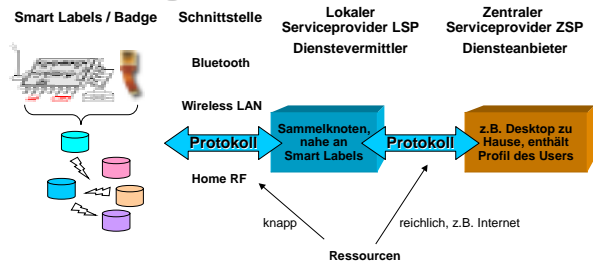 Smart Labels / Badge
Schnittstelle
Lokaler
Serviceprovider LSP
Dienstevermittler
Zentraler
Serviceprovider ZSP
Diensteanbieter
Bluetooth
Wireless LAN
Home RF
Protokoll
Sammelknoten,
nahe an
Smart Labels
Protokoll
z.B. Desktop zu
Hause, enthält
Profil des Users
knapp
reichlich, z.B. Internet
Ressourcen